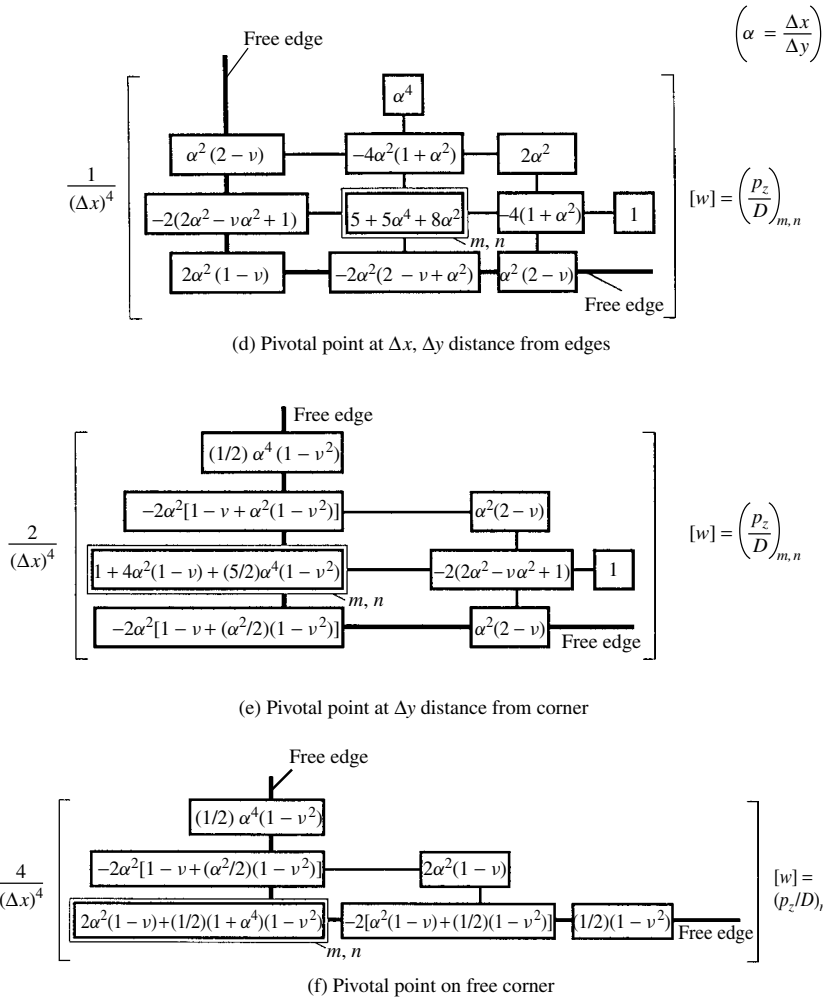 (α = Δx/Δy)
Free edge
α⁴
α² (2 − ν) −4α²(1 + α²) 2α²
1/(Δx)⁴ −2(2α² − να² + 1) 5 + 5α⁴ + 8α² −4(1 + α²) 1 [w] = (p_z/D)_{m, n}
m, n
2α² (1 − ν) −2α²(2 − ν + α²) α² (2 − ν)
Free edge
(d) Pivotal point at Δx, Δy distance from edges
Free edge
(1/2) α⁴ (1 − ν²)
−2α²[1 − ν + α²(1 − ν²)] α²(2 − ν)
2/(Δx)⁴ 1 + 4α²(1 − ν) + (5/2)α⁴(1 − ν²) −2(2α² − να² + 1) 1 [w] = (p_z/D)_{m, n}
m, n
−2α²[1 − ν + (α²/2)(1 − ν²)] α²(2 − ν)
Free edge
(e) Pivotal point at Δy distance from corner
Free edge
(1/2) α⁴(1 − ν²)
4/(Δx)⁴ −2α²[1 − ν + (α²/2)(1 − ν²)] 2α²(1 − ν) [w] =
(p_z/D)
2α²(1 − ν) + (1/2)(1 + α⁴)(1 − ν²) −2[α²(1 − ν) + (1/2)(1 − ν²)] (1/2)(1 − ν²) Free edge
m, n
(f) Pivotal point on free corner